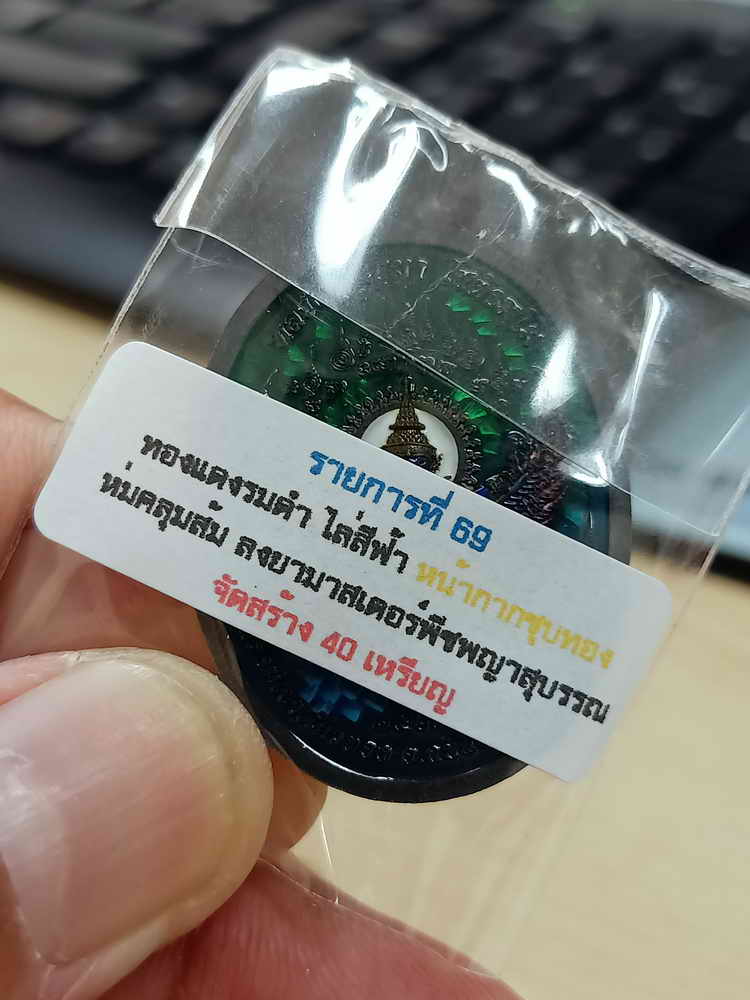 รายการที่ 69
ทองแดงรมดำ ไล่สีฟ้า หน้ากากชุบทอง
ห่มคลุมส้ม ลงยามาสเตอร์พีชพญาสุบรรณ
จัดสร้าง 40 เหรียญ